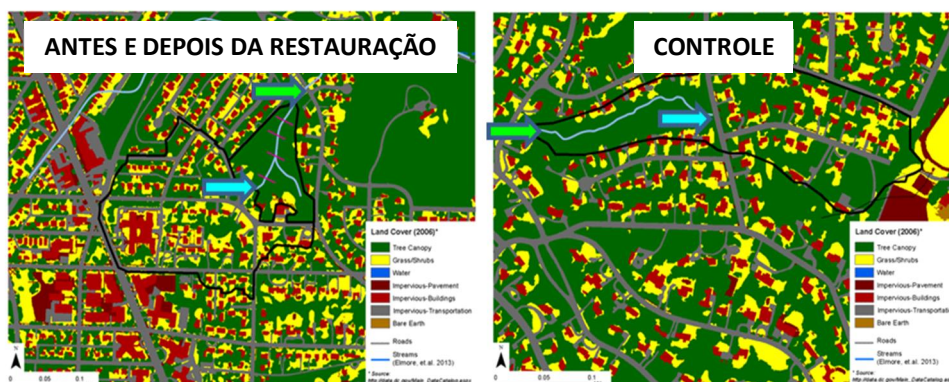 ANTES E DEPOIS DA RESTAURAÇÃO
Land Cover (2006)*
Tree Canopy
Grass/Shrubs
Water
Impervious-Pavement
Impervious-Buildings
Impervious-Transportation
Bare Earth
Roads
Streams
(Elmore, et.al. 2013)
* Source:
N
0 0.05 0.1
CONTROLE
Land Cover (2006)*
Tree Canopy
Grass/Shrubs
Water
Impervious-Pavement
Impervious-Buildings
Impervious-Transportation
Bare Earth
Roads
Streams
(Elmore, et.al. 2013)
* Source:
N
0 0.05 0.1